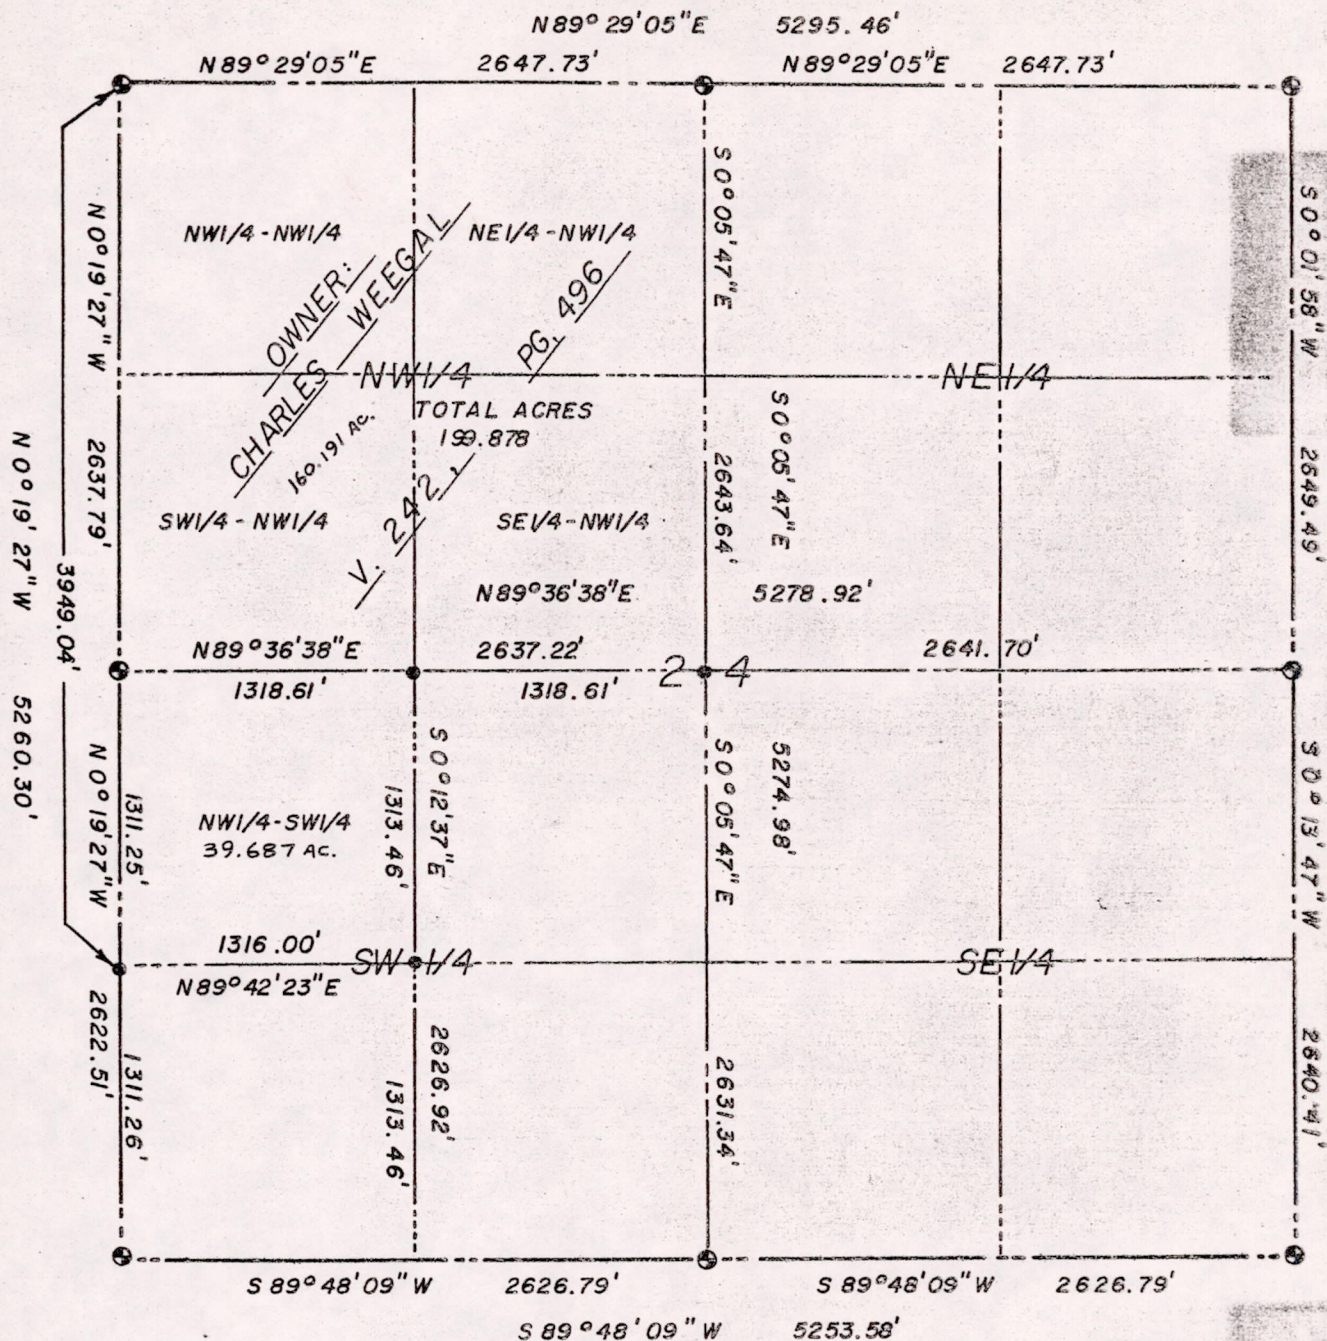 N89°29'05"E 5295.46'
N89°29'05"E 2647.73' N89°29'05"E 2647.73'
N0°19'27"W 2637.79'
S0°05'47"E 2643.64'
S0°05'47"E 5278.92'
S0°01'58"W 2649.49'
NW1/4-NW1/4
NE1/4-NW1/4
OWNER:
CHARLES WEEGAL
V. 242, PG. 496
NW1/4
NE1/4
160.191 AC.
TOTAL ACRES
199.878
SW1/4-NW1/4
SE1/4-NW1/4
N89°36'38"E
5274.98'
N0°19'27"W 5260.30'
3949.04'
N89°36'38"E 2637.22' 2641.70'
24
1318.61' 1318.61'
N0°19'27"W 2622.51'
1311.25'
1311.26'
NW1/4-SW1/4
39.687 AC.
S0°12'37"E 2626.92'
1313.46'
1313.46'
S0°05'47"E 2631.34'
S0°13'47"W 2640.41'
1316.00'
SW1/4
SE1/4
N89°42'23"E
S89°48'09"W 2626.79' S89°48'09"W 2626.79'
S89°48'09"W 5253.58'